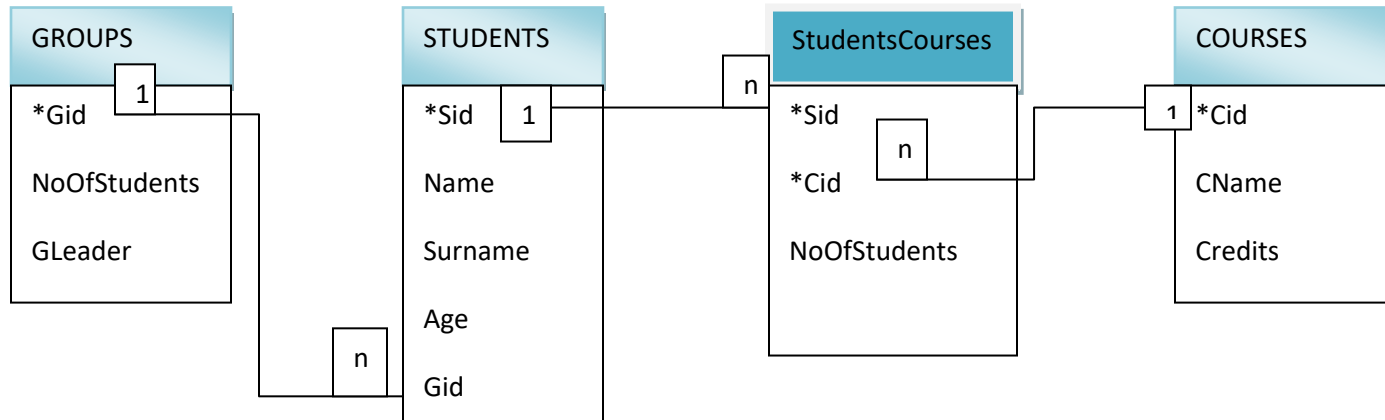 GROUPS
1
*Gid
NoOfStudents
GLeader
n
STUDENTS
*Sid
1
Name
Surname
Age
Gid
StudentsCourses
n
*Sid
n
*Cid
NoOfStudents
COURSES
1
*Cid
CName
Credits